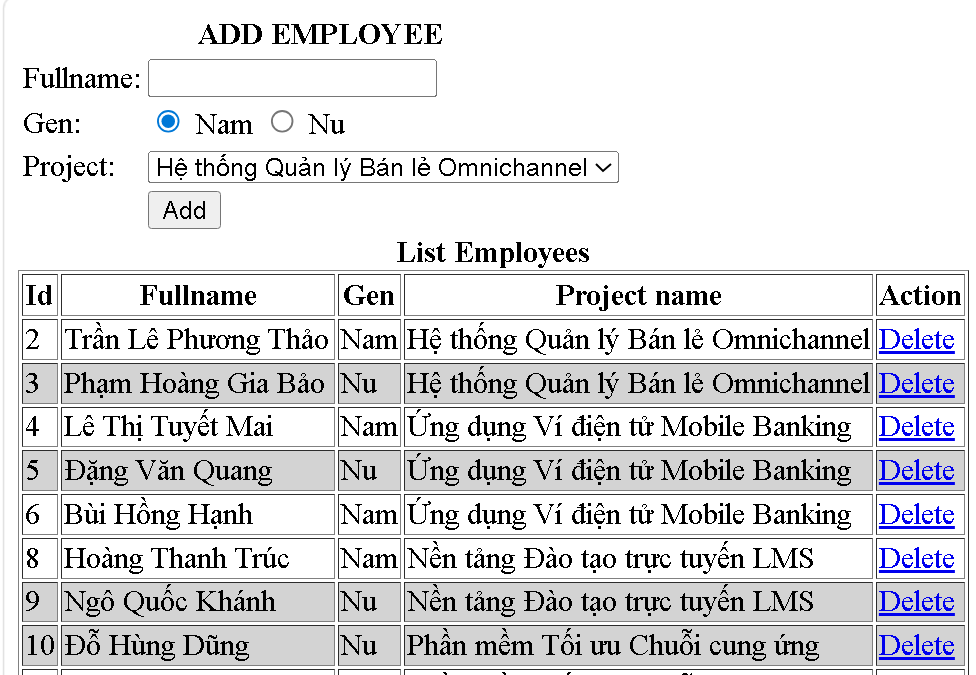 ADD EMPLOYEE
Fullname:
Gen: Nam Nu
Project: Hệ thống Quản lý Bán lẻ Omnichannel
Add
List Employees
Id Fullname Gen Project name Action
2 Trần Lê Phương Thảo Nam Hệ thống Quản lý Bán lẻ Omnichannel Delete
3 Phạm Hoàng Gia Bảo Nu Hệ thống Quản lý Bán lẻ Omnichannel Delete
4 Lê Thị Tuyết Mai Nam Ứng dụng Ví điện tử Mobile Banking Delete
5 Đặng Văn Quang Nu Ứng dụng Ví điện tử Mobile Banking Delete
6 Bùi Hồng Hạnh Nam Ứng dụng Ví điện tử Mobile Banking Delete
8 Hoàng Thanh Trúc Nam Nền tảng Đào tạo trực tuyến LMS Delete
9 Ngô Quốc Khánh Nu Nền tảng Đào tạo trực tuyến LMS Delete
10 Đỗ Hùng Dũng Nu Phần mềm Tối ưu Chuỗi cung ứng Delete